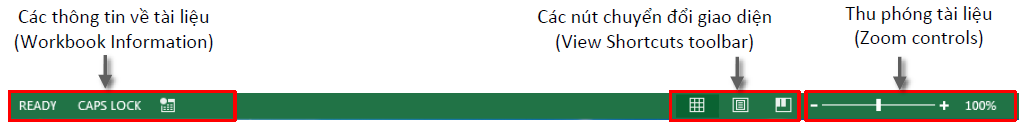 Các thông tin về tài liệu
(Workbook Information)
Các nút chuyển đổi giao diện
(View Shortcuts toolbar)
Thu phóng tài liệu
(Zoom controls)
READY CAPS LOCK
100%